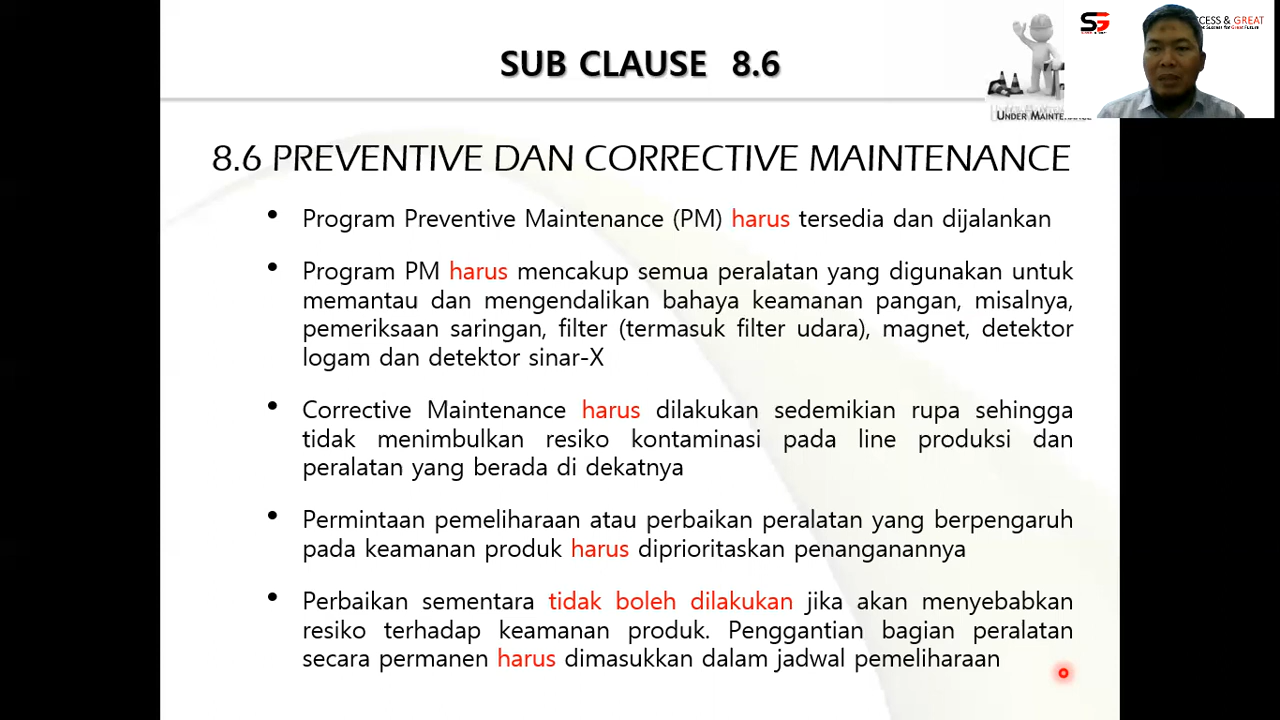 SUB CLAUSE 8.6
UNDER MAINTENANCE
SG
CESS & GREAT
8.6 PREVENTIVE DAN CORRECTIVE MAINTENANCE
• Program Preventive Maintenance (PM) harus tersedia dan dijalankan
• Program PM harus mencakup semua peralatan yang digunakan untuk
memantau dan mengendalikan bahaya keamanan pangan, misalnya,
pemeriksaan saringan, filter (termasuk filter udara), magnet, detektor
logam dan detektor sinar-X
• Corrective Maintenance harus dilakukan sedemikian rupa sehingga
tidak menimbulkan resiko kontaminasi pada line produksi dan
peralatan yang berada di dekatnya
• Permintaan pemeliharaan atau perbaikan peralatan yang berpengaruh
pada keamanan produk harus diprioritaskan penanganannya
• Perbaikan sementara tidak boleh dilakukan jika akan menyebabkan
resiko terhadap keamanan produk. Penggantian bagian peralatan
secara permanen harus dimasukkan dalam jadwal pemeliharaan